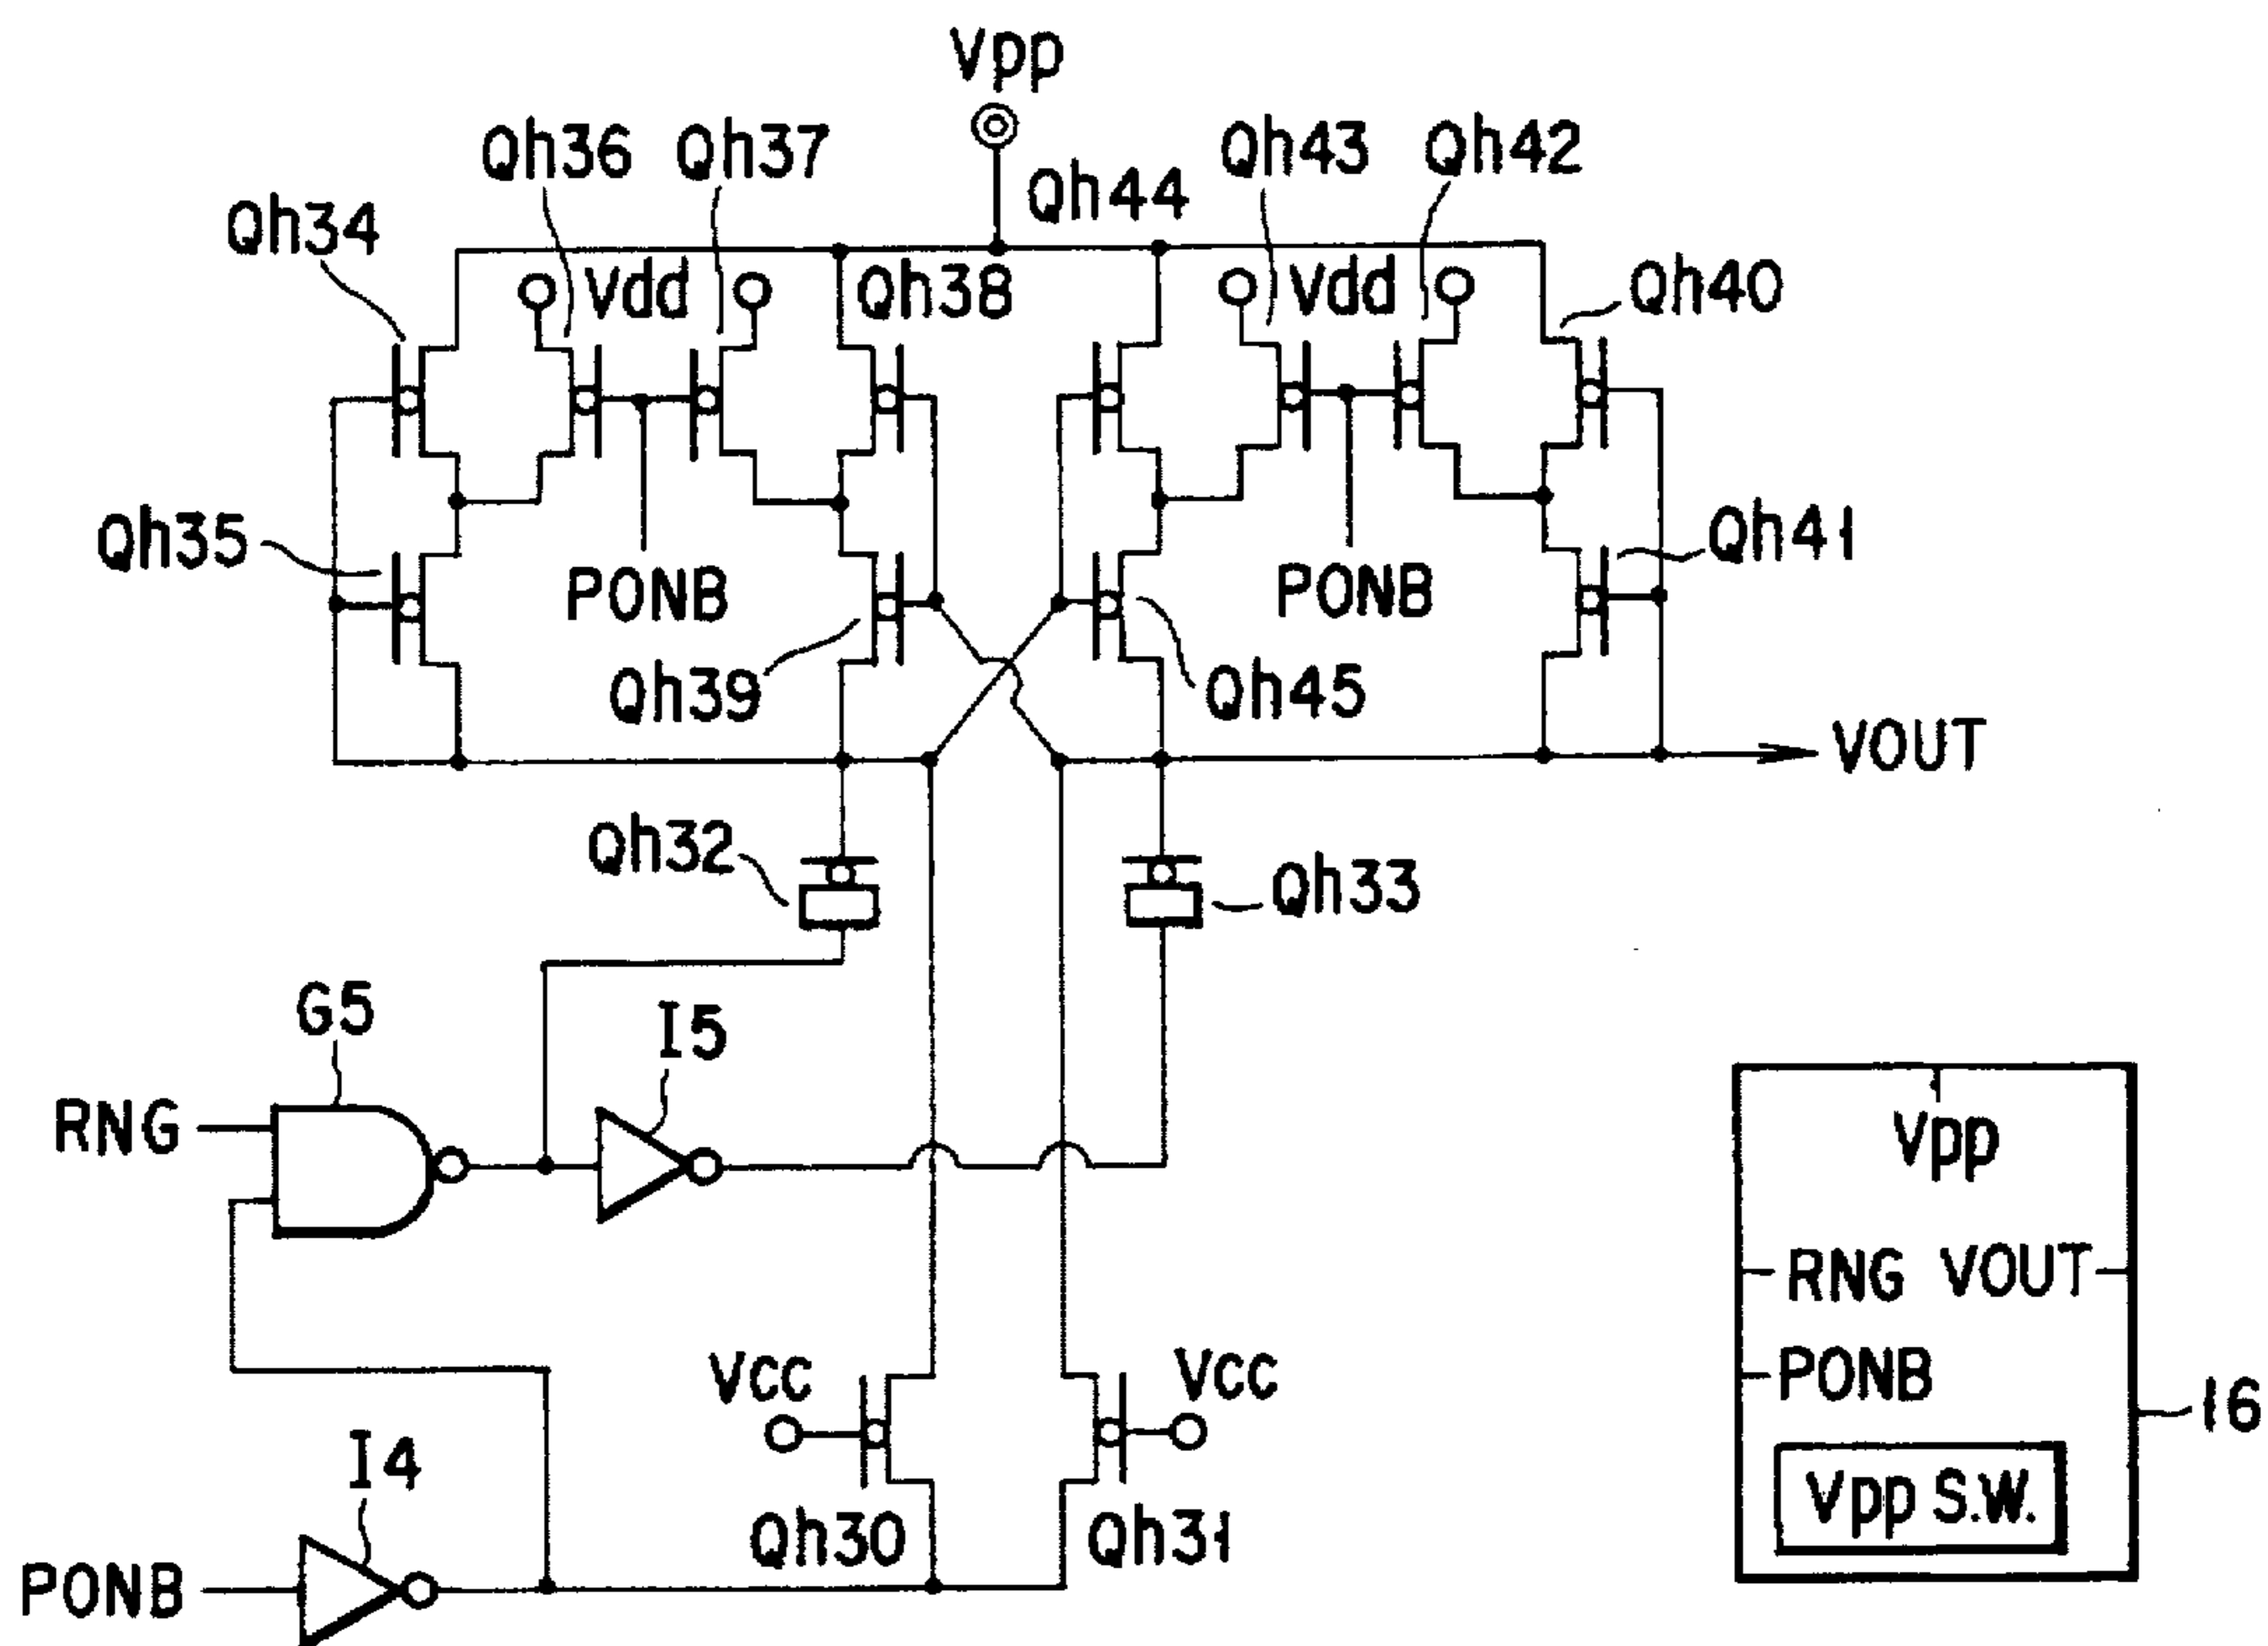 Vpp
Qh36 Qh37 Qh43 Qh42
Qh44
Qh34
Vdd Qh38 Vdd Qh40
Qh35 Qh41
PONB PONB
Qh39 Qh45
VOUT
Qh32 Qh33
G5 I5
RNG
Vpp
RNG VOUT
VCC VCC
PONB
16
I4
Vpp S.W.
Qh30 Qh31
PONB